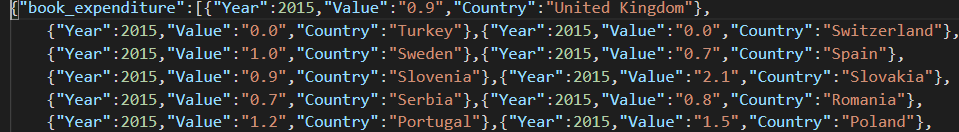 {"book_expenditure":[{"Year":2015,"Value":"0.9","Country":"United Kingdom"},
{"Year":2015,"Value":"0.0","Country":"Turkey"},{"Year":2015,"Value":"0.0","Country":"Switzerland"},
{"Year":2015,"Value":"1.0","Country":"Sweden"},{"Year":2015,"Value":"0.7","Country":"Spain"},
{"Year":2015,"Value":"0.9","Country":"Slovenia"},{"Year":2015,"Value":"2.1","Country":"Slovakia"},
{"Year":2015,"Value":"0.7","Country":"Serbia"},{"Year":2015,"Value":"0.8","Country":"Romania"},
{"Year":2015,"Value":"1.2","Country":"Portugal"},{"Year":2015,"Value":"1.5","Country":"Poland"},